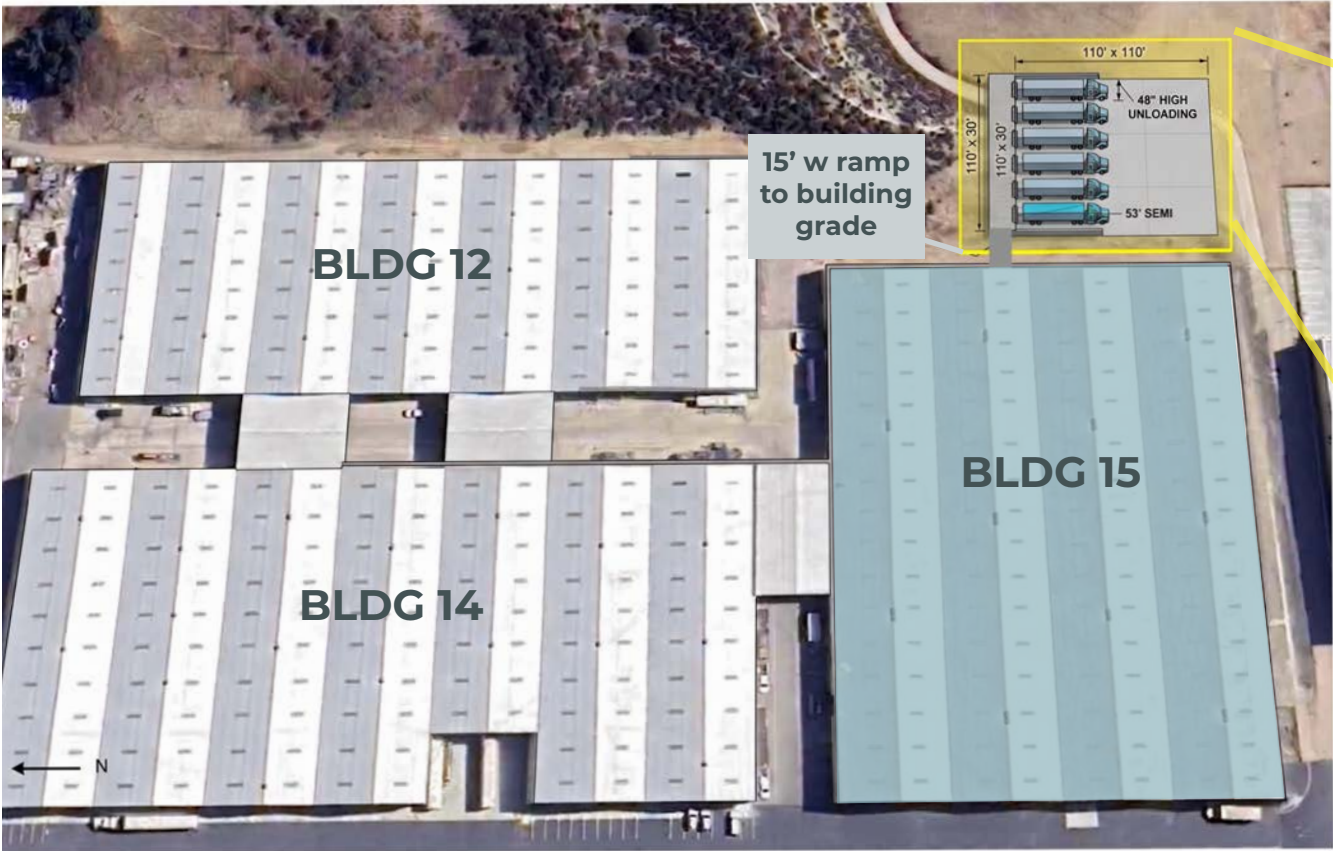 110' x 110'
48" HIGH
UNLOADING
110' x 30'
110' x 30'
15' w ramp
to building
grade
53' SEMI
BLDG 12
BLDG 15
BLDG 14
N